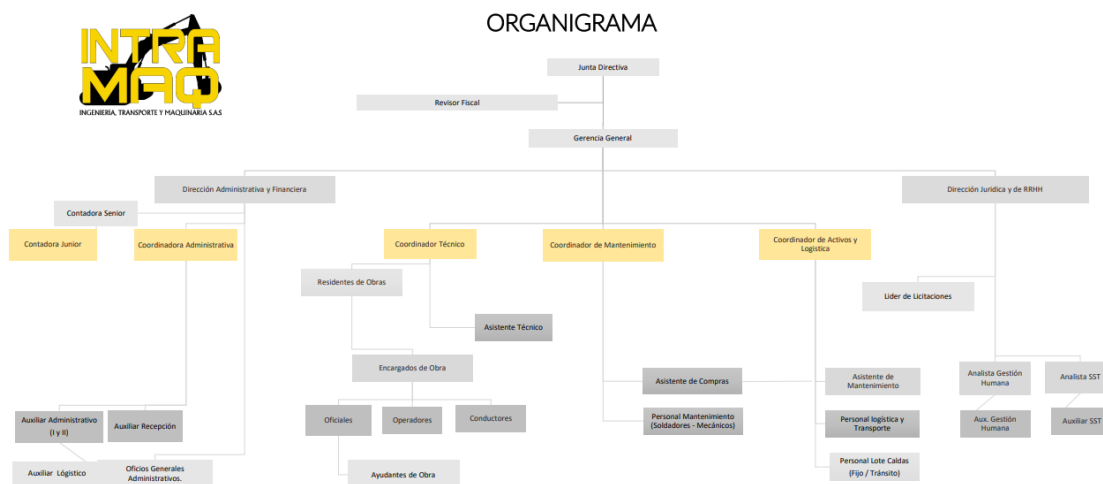 ORGANIGRAMA
INTRA
MAQ
INGENIERIA, TRANSPORTE Y MAQUINARIA S.A.S
Junta Directiva
Revisor Fiscal
Gerencia General
Dirección Administrativa y Financiera
Dirección Juridica y de RRHH
Contadora Senior
Contadora Junior
Coordinadora Administrativa
Coordinador Técnico
Coordinador de Mantenimiento
Coordinador de Activos y
Logistica
Residentes de Obras
Lider de Licitaciones
Asistente Técnico
Encargados de Obra
Asistente de Compras
Asistente de
Mantenimiento
Analista Gestión
Humana
Analista SST
Auxiliar Administrativo
(I y II)
Auxiliar Recepción
Oficiales
Operadores
Conductores
Personal Mantenimiento
(Soldadores - Mecánicos)
Personal logística y
Transporte
Aux. Gestión
Humana
Auxiliar SST
Auxiliar Lógistico
Oficios Generales
Administrativos.
Ayudantes de Obra
Personal Lote Caldas
(Fijo / Tránsito)